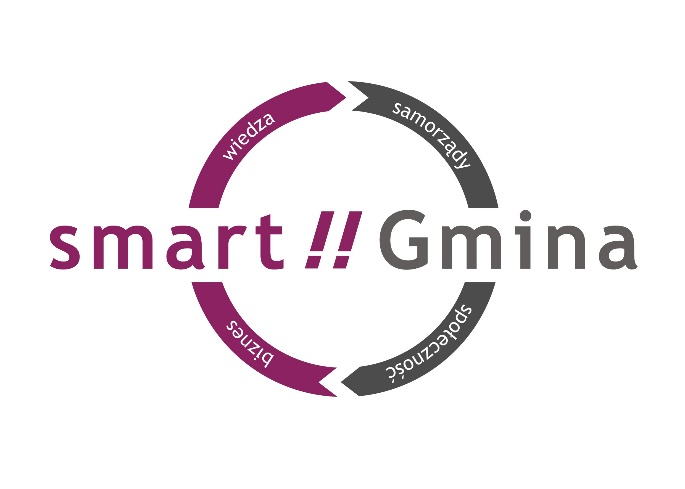 wiedza
samorządy
smart !! Gmina
biznes
społeczność